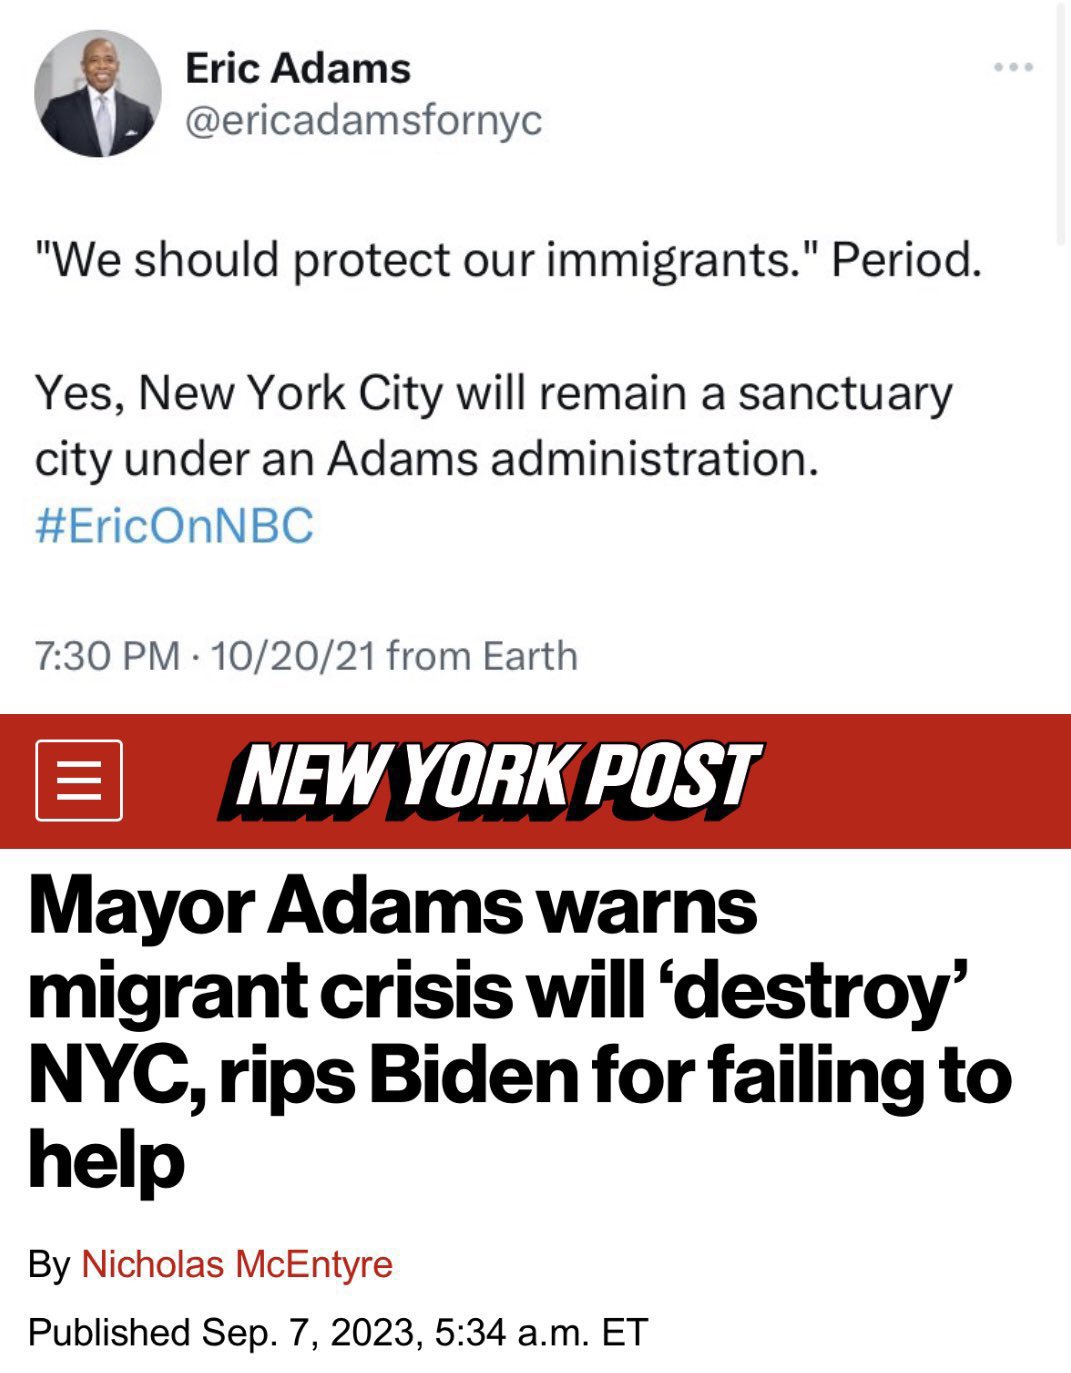 Eric Adams
@ericadamsfornyc
"We should protect our immigrants." Period.
Yes, New York City will remain a sanctuary
city under an Adams administration.
#EricOnNBC
7:30 PM · 10/20/21 from Earth
NEW YORK POST
Mayor Adams warns
migrant crisis will ‘destroy’
NYC, rips Biden for failing to
help
By Nicholas McEntyre
Published Sep. 7, 2023, 5:34 a.m. ET